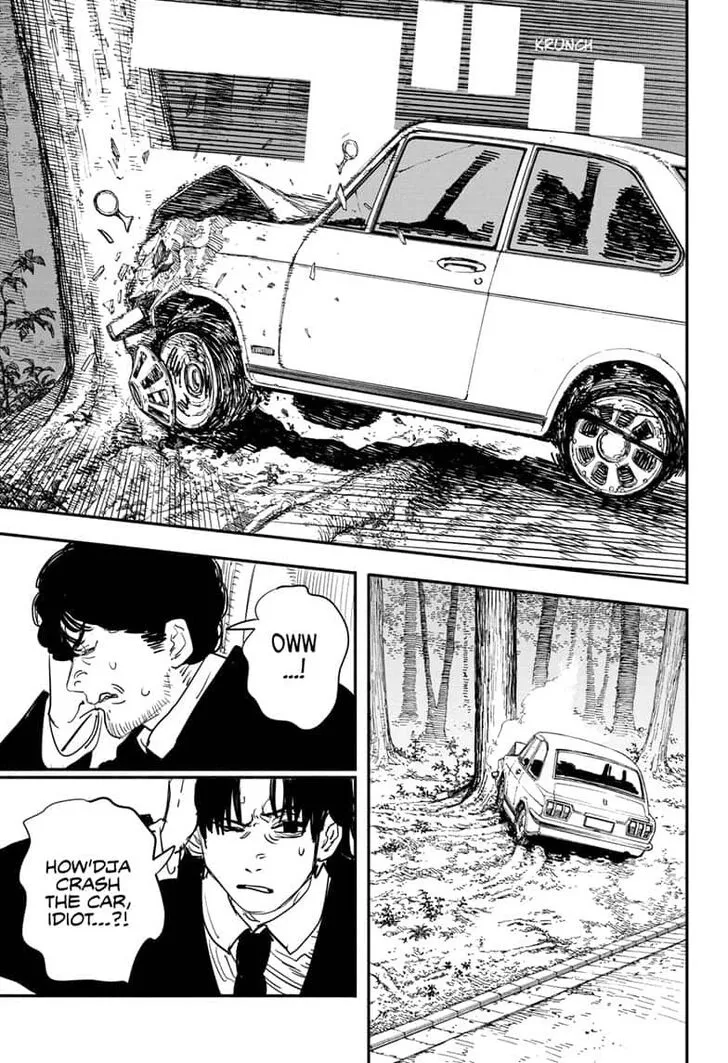 KRUNCH
OWW
....!
HOW'DJA
CRASH
THE CAR,
IDIOT....?!